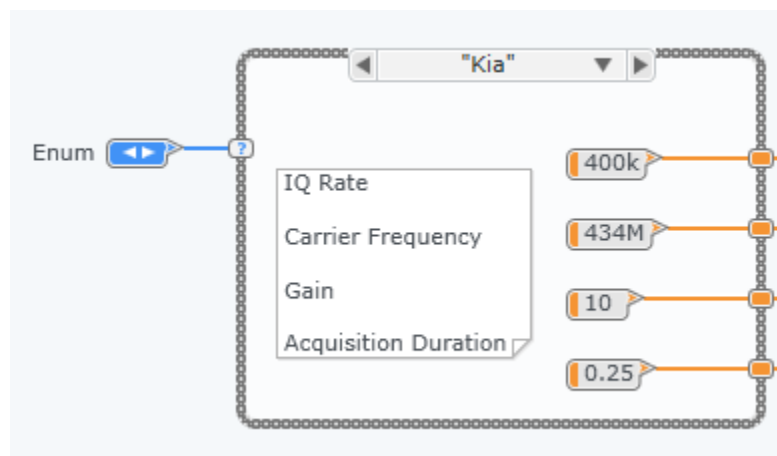 "Kia"
Enum
?
IQ Rate
400k
Carrier Frequency
434M
Gain
10
Acquisition Duration
0.25